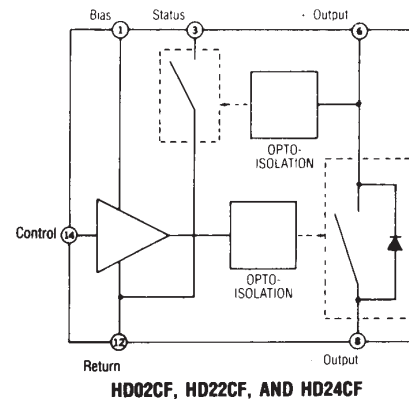 Bias Status Output
1 3 6
OPTO-
ISOLATION
Control 14
OPTO-
ISOLATION
12 8
Return Output
HD02CF, HD22CF, AND HD24CF